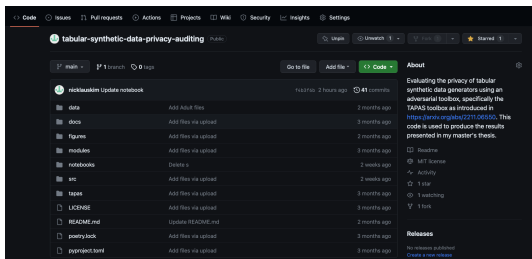 Code Issues Pull requests Actions Projects Wiki Security Insights Settings
tabular-synthetic-data-privacy-auditing Public Unpin Unwatch 1 Starred 1
main 1 branch 0 tags Go to file Add file Code
nicklauskim Update notebook 2 hours ago 41 commits
data Add Adult files 3 months ago
docs Add files via upload 3 months ago
figures Add files via upload 2 months ago
modules Add files via upload 3 months ago
notebooks Delete s 2 weeks ago
src Add files via upload 2 weeks ago
tapas Add files via upload 3 months ago
LICENSE Add files via upload 3 months ago
README.md Update README.md 2 months ago
poetry.lock Add files via upload 3 months ago
pyproject.toml Add files via upload 3 months ago
About
Evaluating the privacy of tabular
synthetic data generators using an
adversarial toolbox, specifically the
TAPAS toolbox as introduced in
https://arxiv.org/abs/2211.06550. This
code is used to produce the results
presented in my master's thesis.
Readme
MIT license
Activity
1 star
1 watching
1 fork
Releases
No releases published
Create a new release